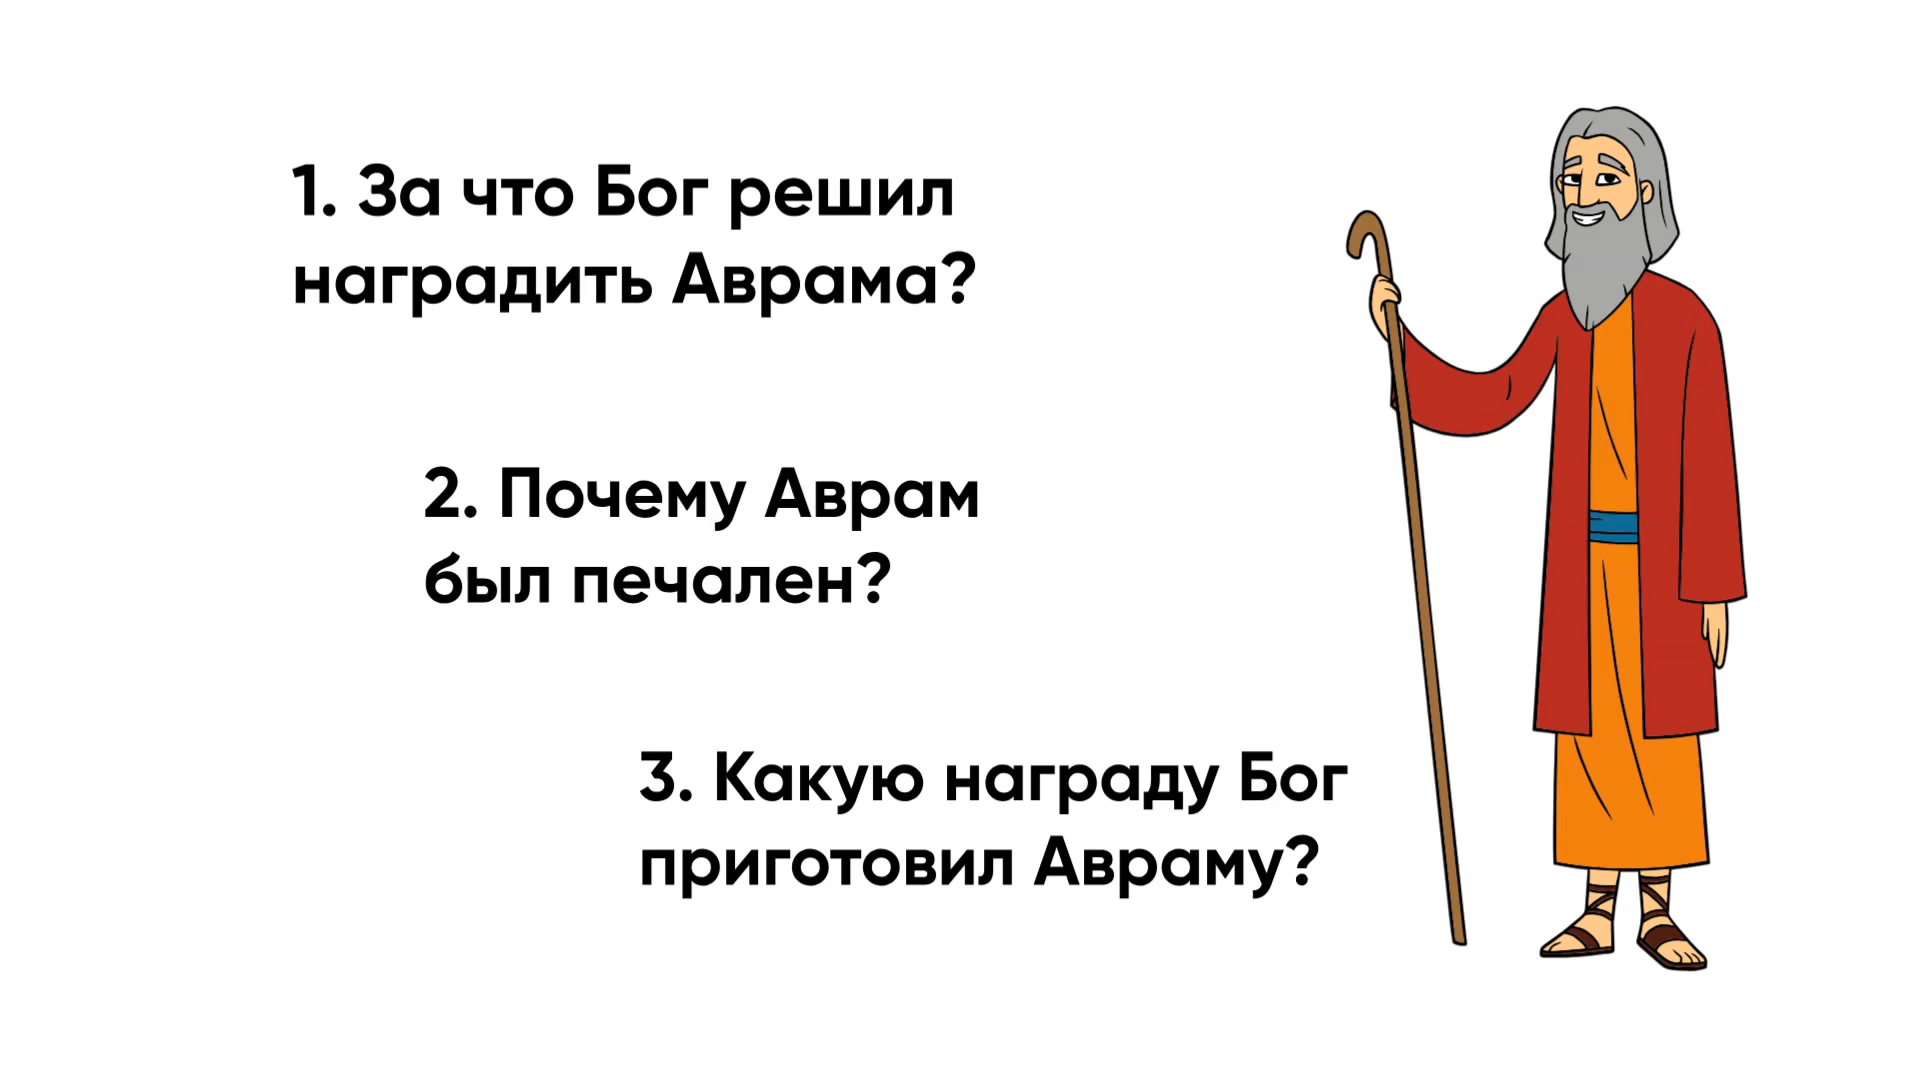 1. За что Бог решил
наградить Аврама?
2. Почему Аврам
был печален?
3. Какую награду Бог
приготовил Авраму?